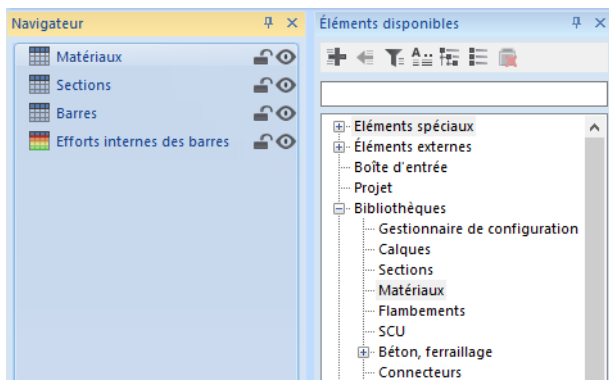 Navigateur
Matériaux
Sections
Barres
Efforts internes des barres
Éléments disponibles
Eléments spéciaux
Éléments externes
Boîte d'entrée
Projet
Bibliothèques
Gestionnaire de configuration
Calques
Sections
Matériaux
Flambements
SCU
Béton, ferraillage
Connecteurs